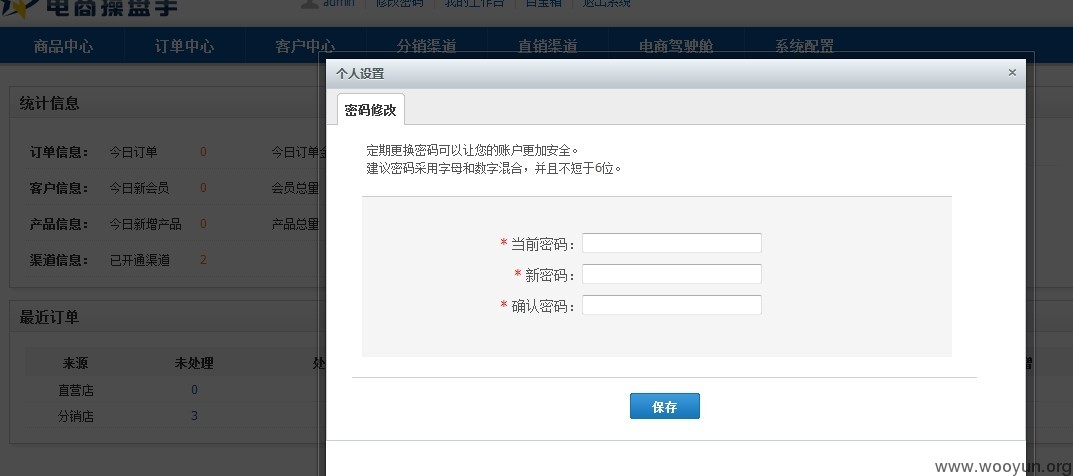 电商操盘手
admin 修改密码 我的工作台 百宝箱 退出系统
商品中心 订单中心 客户中心 分销渠道 直销渠道 电商驾驶舱 系统配置
个人设置 ×
密码修改
定期更换密码可以让您的账户更加安全。
建议密码采用字母和数字混合，并且不短于6位。
* 当前密码：
* 新密码：
* 确认密码：
保存
统计信息
订单信息： 今日订单 0 今日订单
客户信息： 今日新会员 0 会员总量
产品信息： 今日新增产品 0 产品总量
渠道信息： 已开通渠道 2
最近订单
来源 未处理
直营店 0
分销店 3
www.wooyun.org